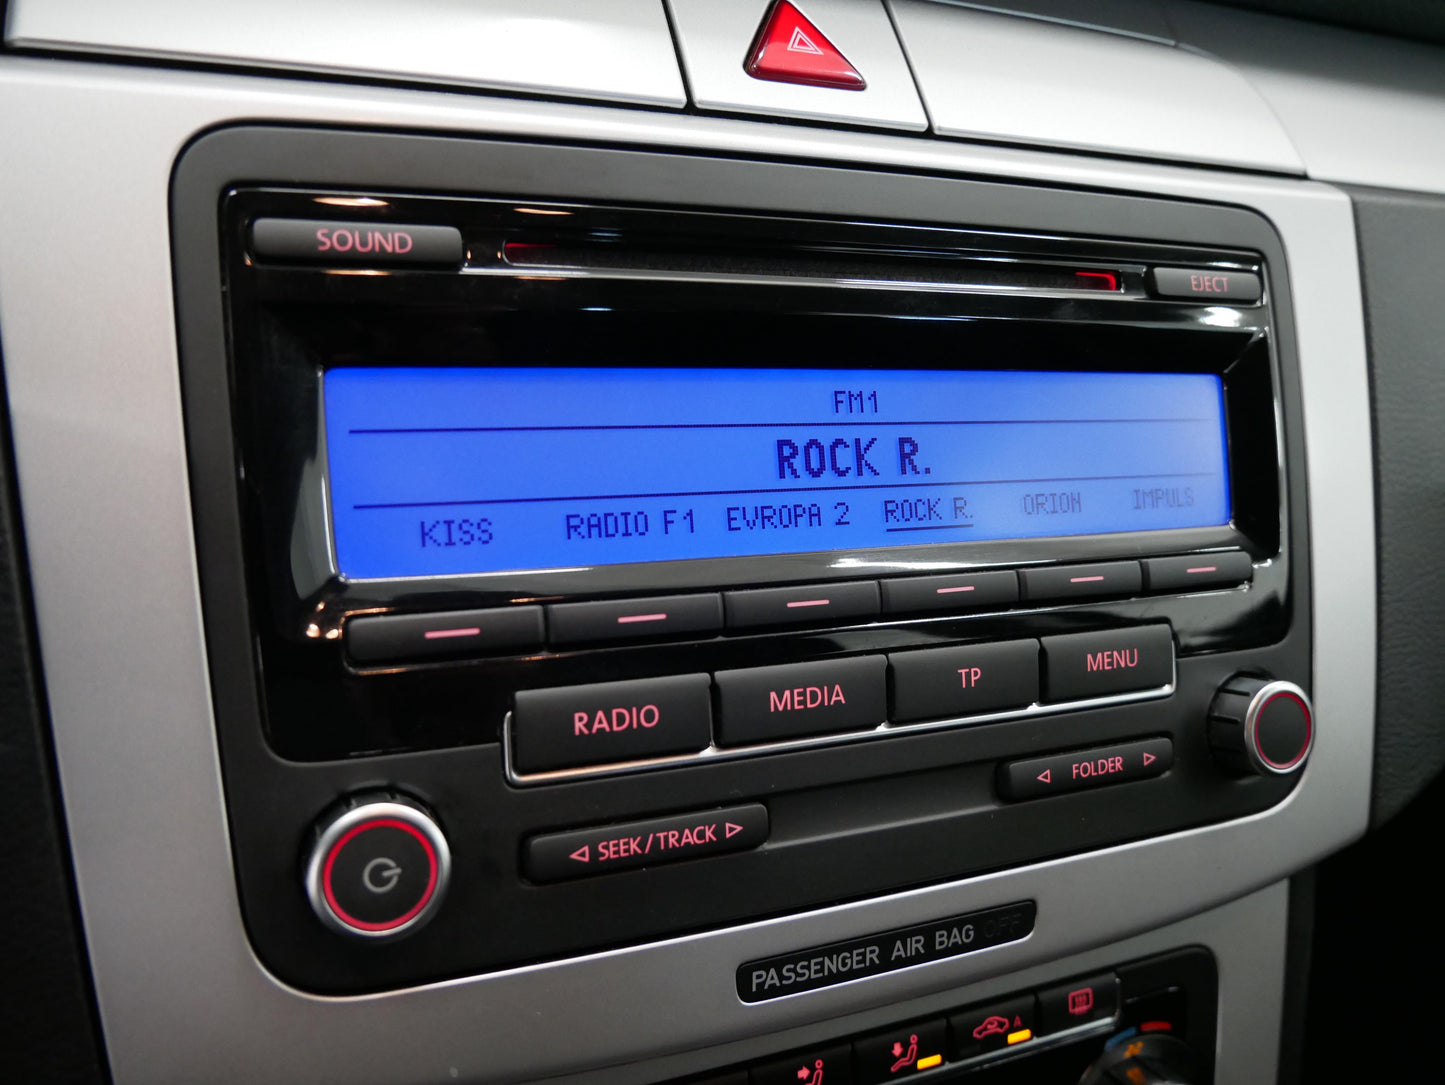 SOUND
EJECT
FM1
ROCK R.
KISS RADIO F1 EVROPA 2 ROCK R. ORION IMPULS
RADIO MEDIA TP MENU
FOLDER
SEEK/TRACK
PASSENGER AIR BAG OFF
A